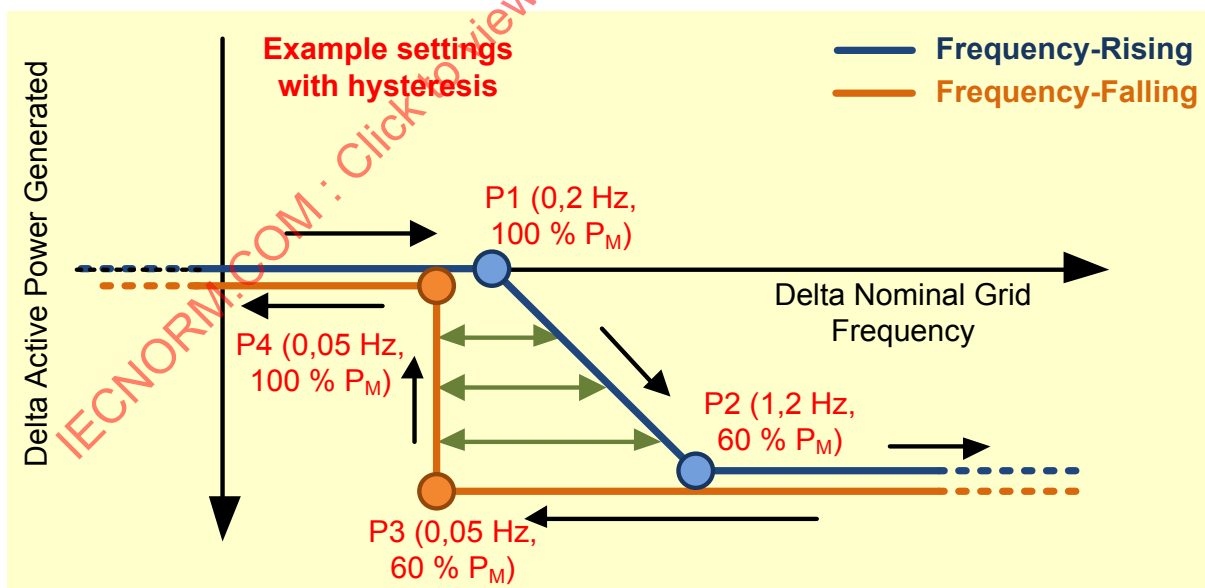 Example settings
with hysteresis
Frequency-Rising
Frequency-Falling
Delta Active Power Generated
P1 (0,2 Hz,
100 % PM)
Delta Nominal Grid
Frequency
P4 (0,05 Hz,
100 % PM)
P2 (1,2 Hz,
60 % PM)
P3 (0,05 Hz,
60 % PM)
IECNORM.COM : Click to view